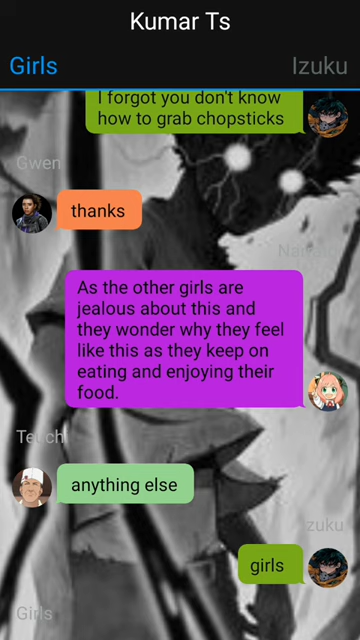 Kumar Ts
Girls
Izuku
I forgot you don't know
how to grab chopsticks
Gwen
thanks
As the other girls are
jealous about this and
they wonder why they feel
like this as they keep on
eating and enjoying their
food.
anything else
zuku
girls
Girls